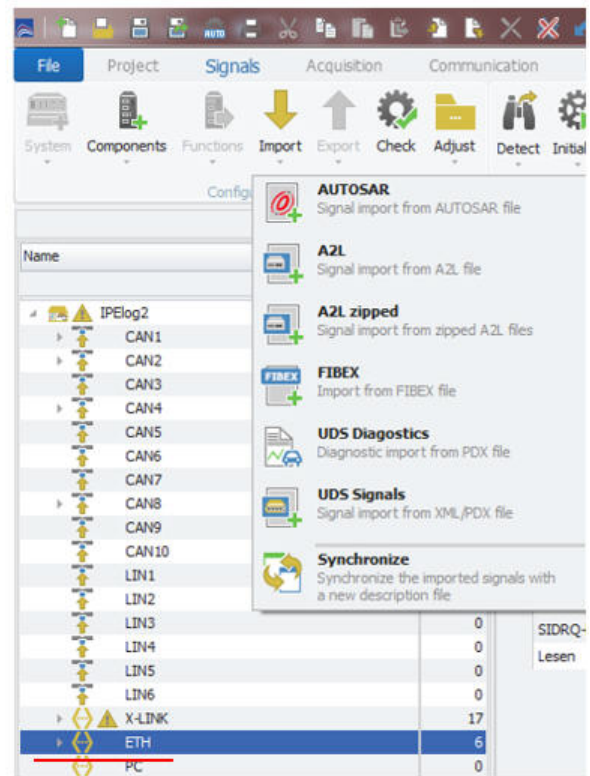 AUTO
File Project Signals Acquisition Communication
System Components Functions Import Export Check Adjust Detect
AUTOSAR
Signal import from AUTOSAR file
Name
A2L
Signal import from A2L file
A2L zipped
Signal import from zipped A2L files
FIBEX
FIBEX
Import from FIBEX file
UDS Diagostics
Diagnostic import from PDX file
UDS Signals
Signal import from XML/PDX file
Synchronize
Synchronize the imported signals with
a new description file
IPElog2
CAN1
CAN2
CAN3
CAN4
CAN5
CAN6
CAN7
CAN8
CAN9
CAN10
LIN1
LIN2
LIN3 0 SIDRQ-
LIN4 0
Lesen
LIN5 0
LIN6 0
X-LINK 17
ETH 6
PC 0